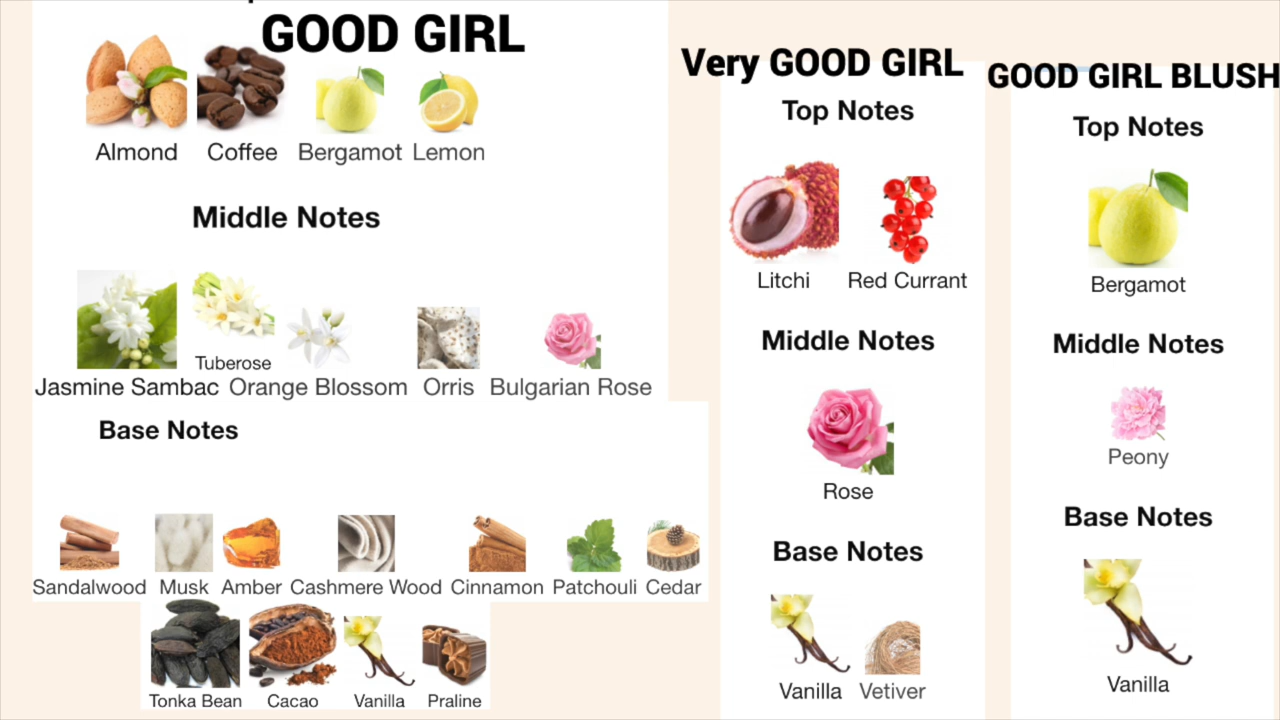 GOOD GIRL
Almond Coffee Bergamot Lemon
Middle Notes
Tuberose
Jasmine Sambac Orange Blossom Orris Bulgarian Rose
Base Notes
Sandalwood Musk Amber Cashmere Wood Cinnamon Patchouli Cedar
Tonka Bean Cacao Vanilla Praline
Very GOOD GIRL
Top Notes
Litchi Red Currant
Middle Notes
Rose
Base Notes
Vanilla Vetiver
GOOD GIRL BLUSH
Top Notes
Bergamot
Middle Notes
Peony
Base Notes
Vanilla